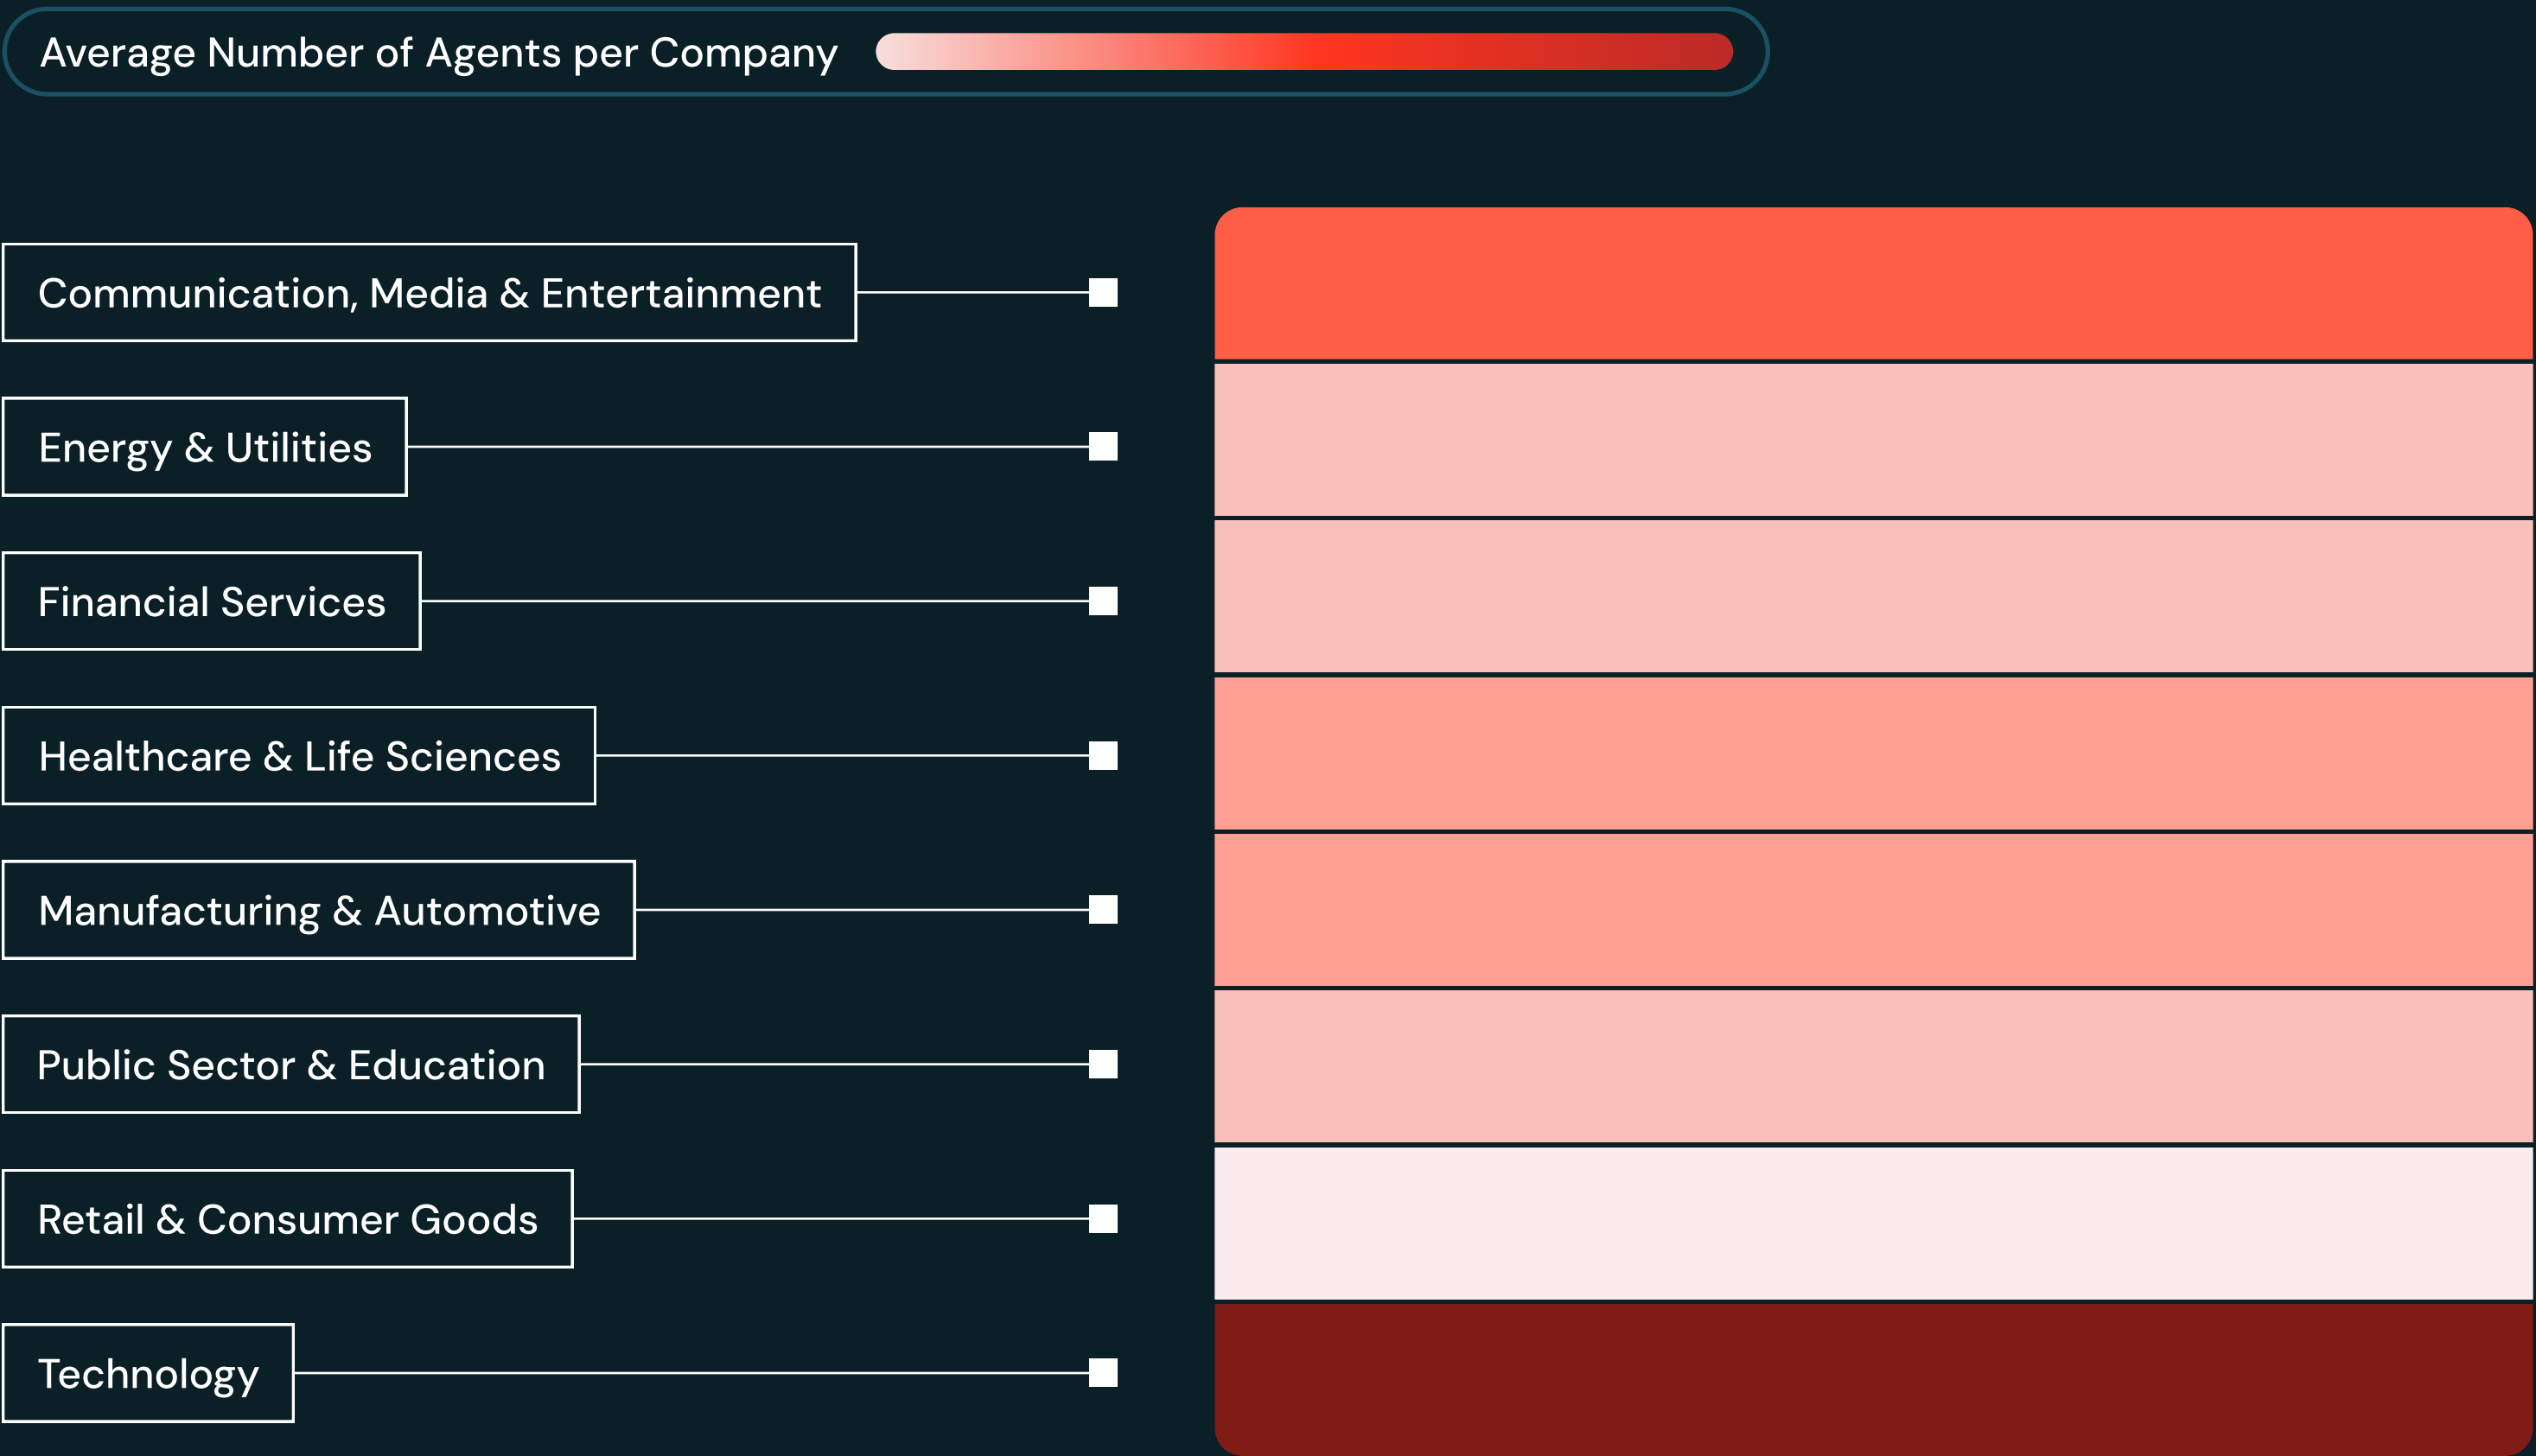 Average Number of Agents per Company
Communication, Media & Entertainment
Energy & Utilities
Financial Services
Healthcare & Life Sciences
Manufacturing & Automotive
Public Sector & Education
Retail & Consumer Goods
Technology